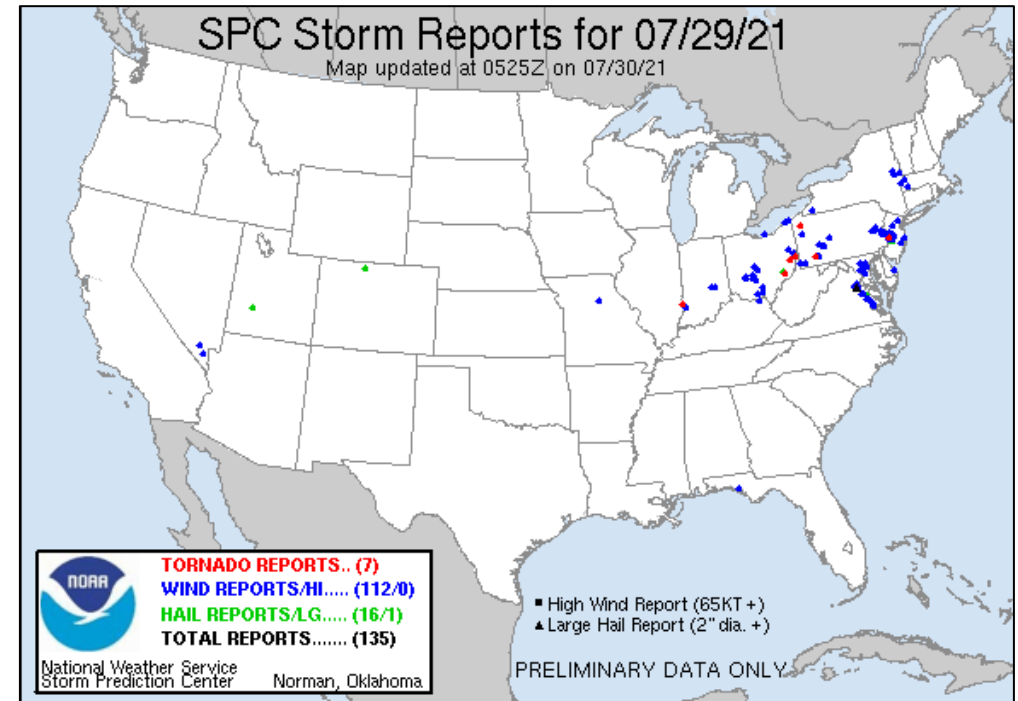 SPC Storm Reports for 07/29/21
Map updated at 0525Z on 07/30/21
NOAA
TORNADO REPORTS.. (7)
WIND REPORTS/HI..... (112/0)
HAIL REPORTS/LG..... (16/1)
TOTAL REPORTS....... (135)
National Weather Service
Storm Prediction Center Norman, Oklahoma
High Wind Report (65KT +)
Large Hail Report (2" dia. +)
PRELIMINARY DATA ONLY